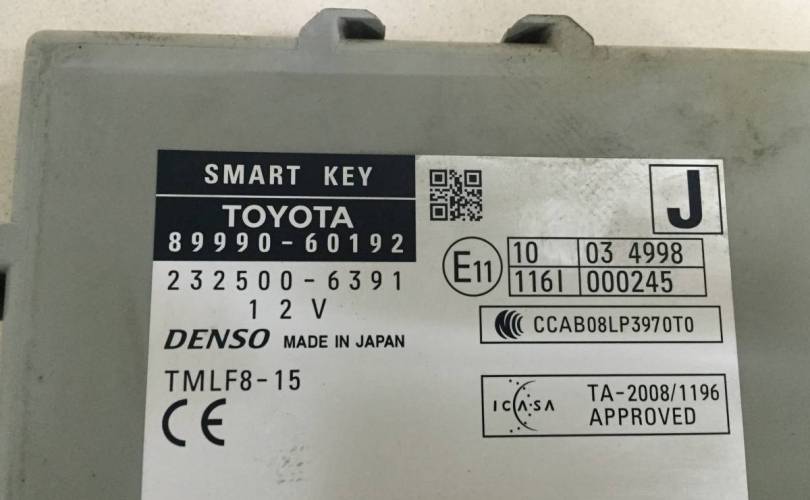 SMART KEY
TOYOTA
89990-60192
232500-6391
12V
DENSO MADE IN JAPAN
TMLF8-15
CE
J
E11
10 03 4998
116I 000245
CCAB08LP3970T0
ICASA TA-2008/1196
APPROVED